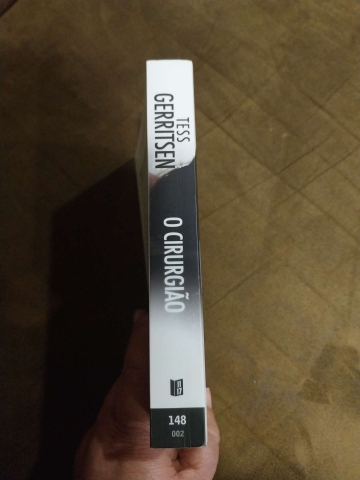 TESS
GERRITSEN
O CIRURGIÃO
148
002